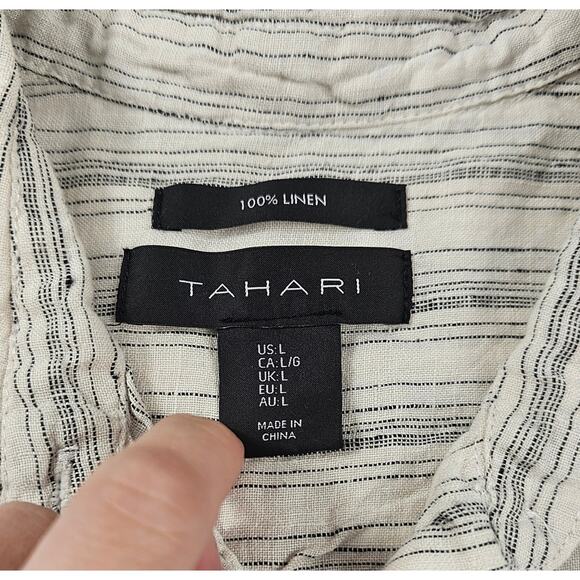 100% LINEN
TAHARI
US:L
CA:L/G
UK:L
EU:L
AU:L
MADE IN
CHINA